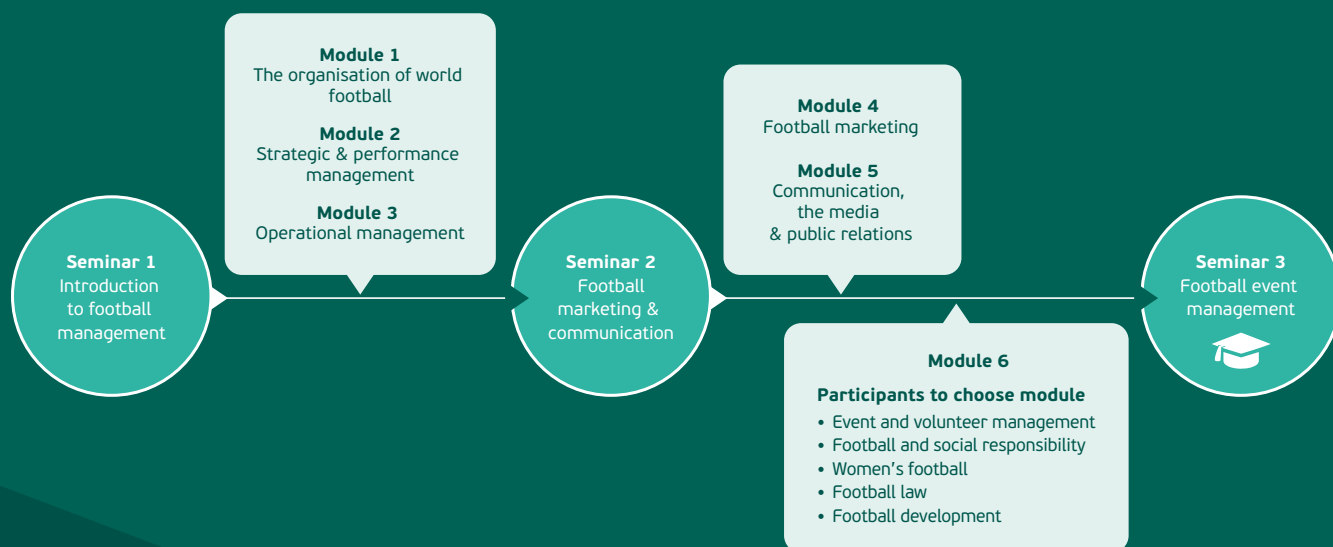 Seminar 1
Introduction
to football
management
Module 1
The organisation of world
football
Module 2
Strategic & performance
management
Module 3
Operational management
Seminar 2
Football
marketing &
communication
Module 4
Football marketing
Module 5
Communication,
the media
& public relations
Module 6
Participants to choose module
• Event and volunteer management
• Football and social responsibility
• Women's football
• Football law
• Football development
Seminar 3
Football event
management